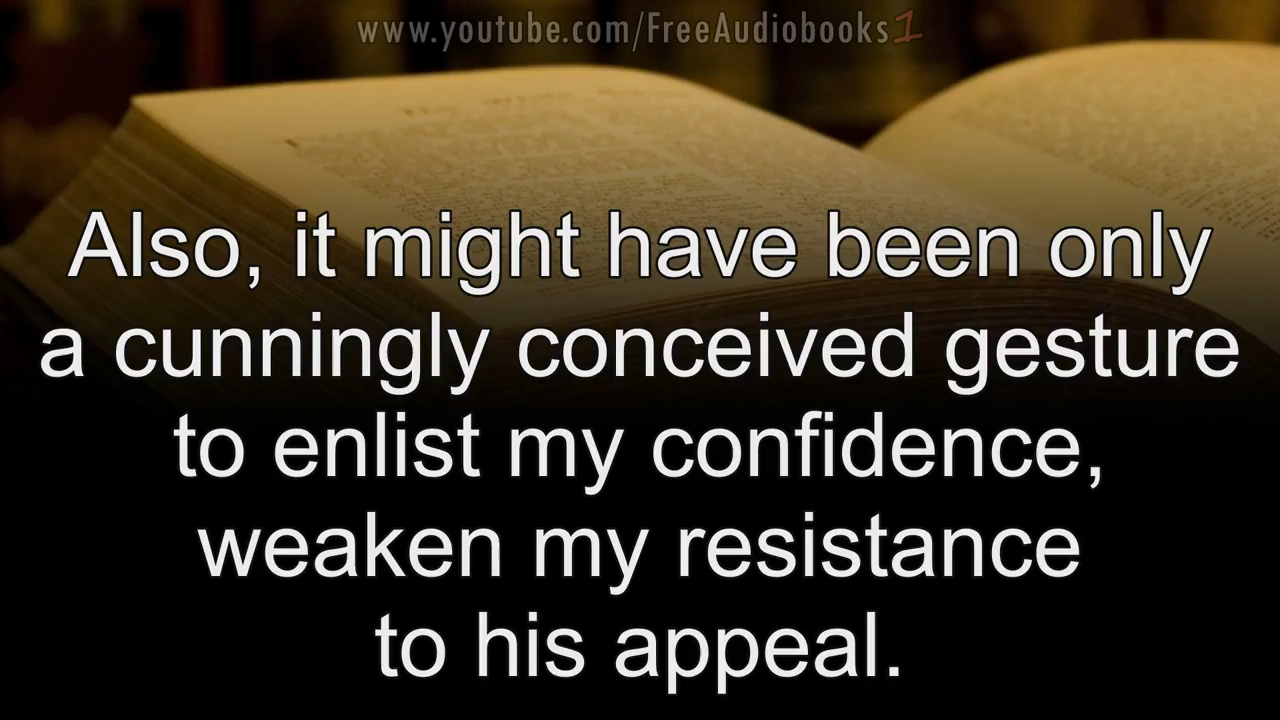 www.youtube.com/FreeAudiobooks1
Also, it might have been only
a cunningly conceived gesture
to enlist my confidence,
weaken my resistance
to his appeal.